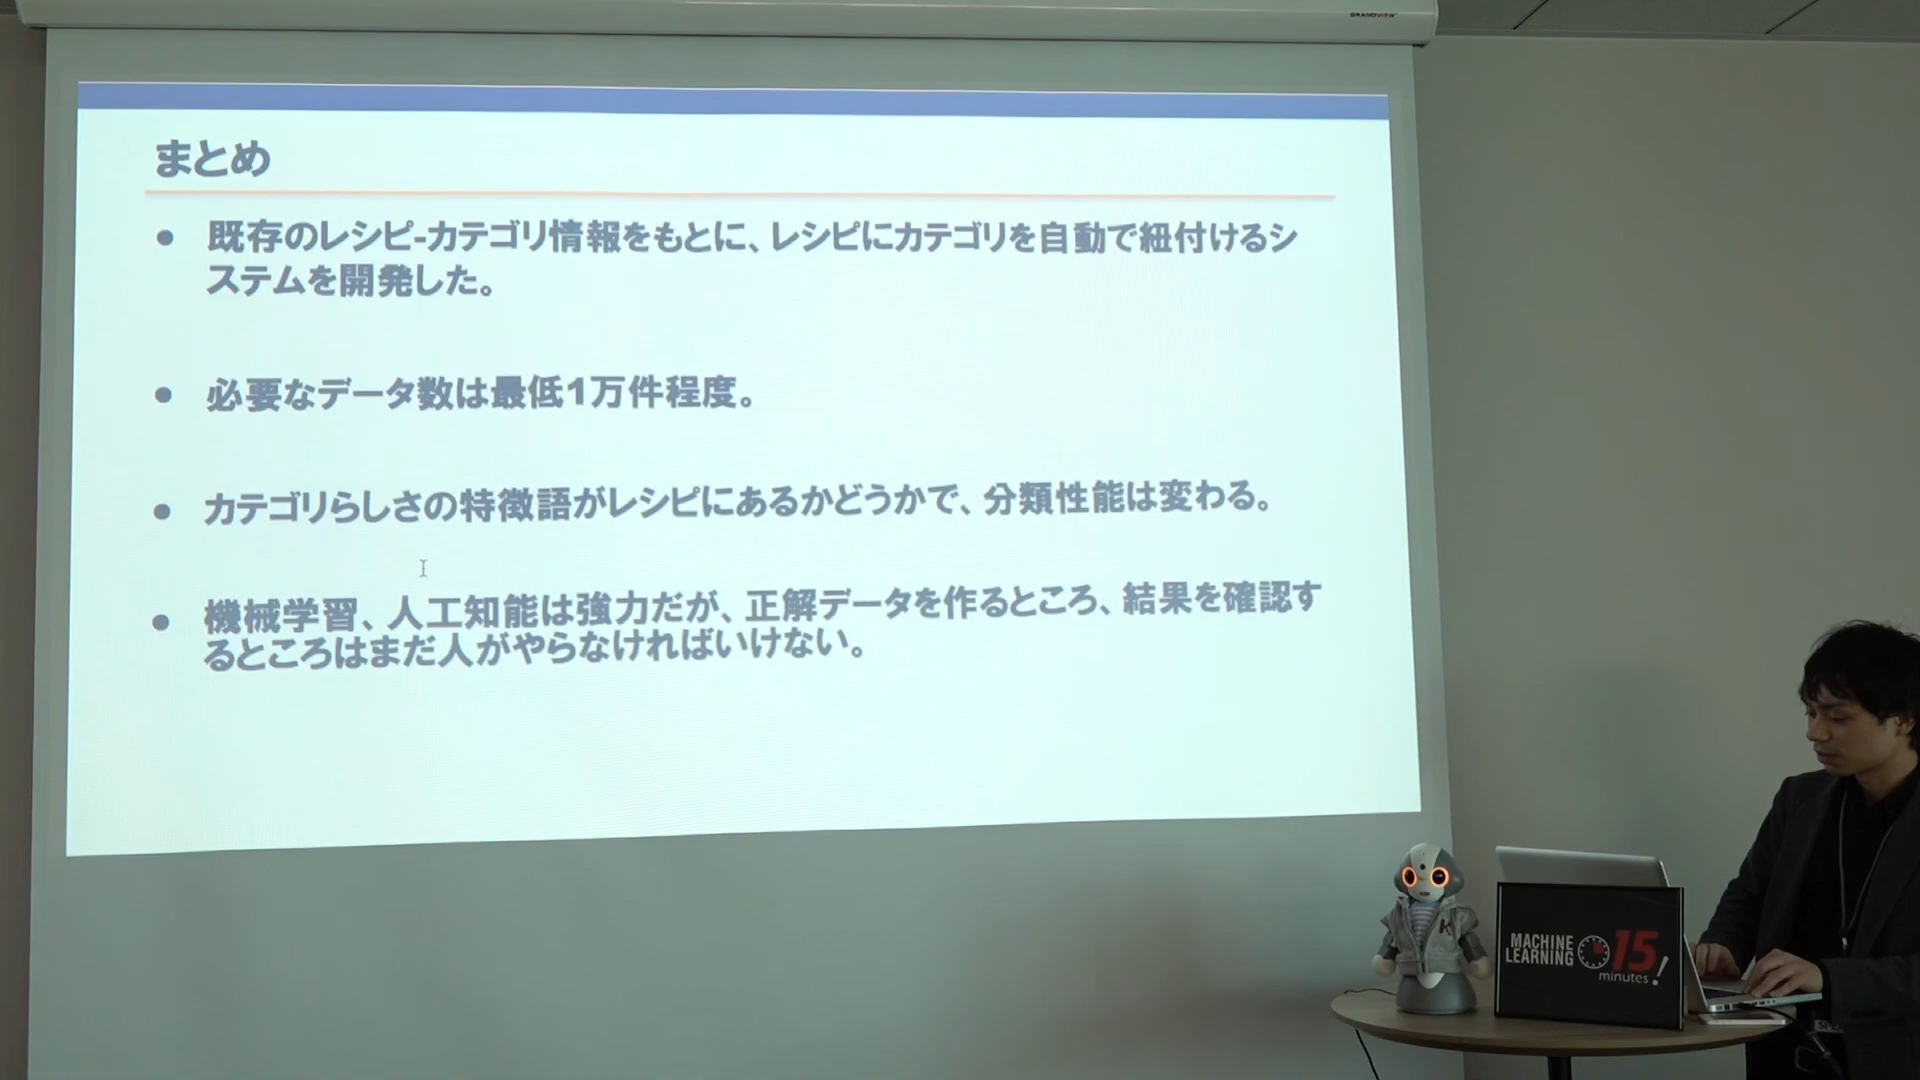 GRANDVIEW
まとめ
● 既存のレシピ-カテゴリ情報をもとに、レシピにカテゴリを自動で紐付けるシ
ステムを開発した。
● 必要なデータ数は最低1万件程度。
● カテゴリらしさの特徴語がレシピにあるかどうかで、分類性能は変わる。
● 機械学習、人工知能は強力だが、正解データを作るところ、結果を確認す
るところはまだ人がやらなければいけない。
MACHINE
LEARNING
15
minutes!